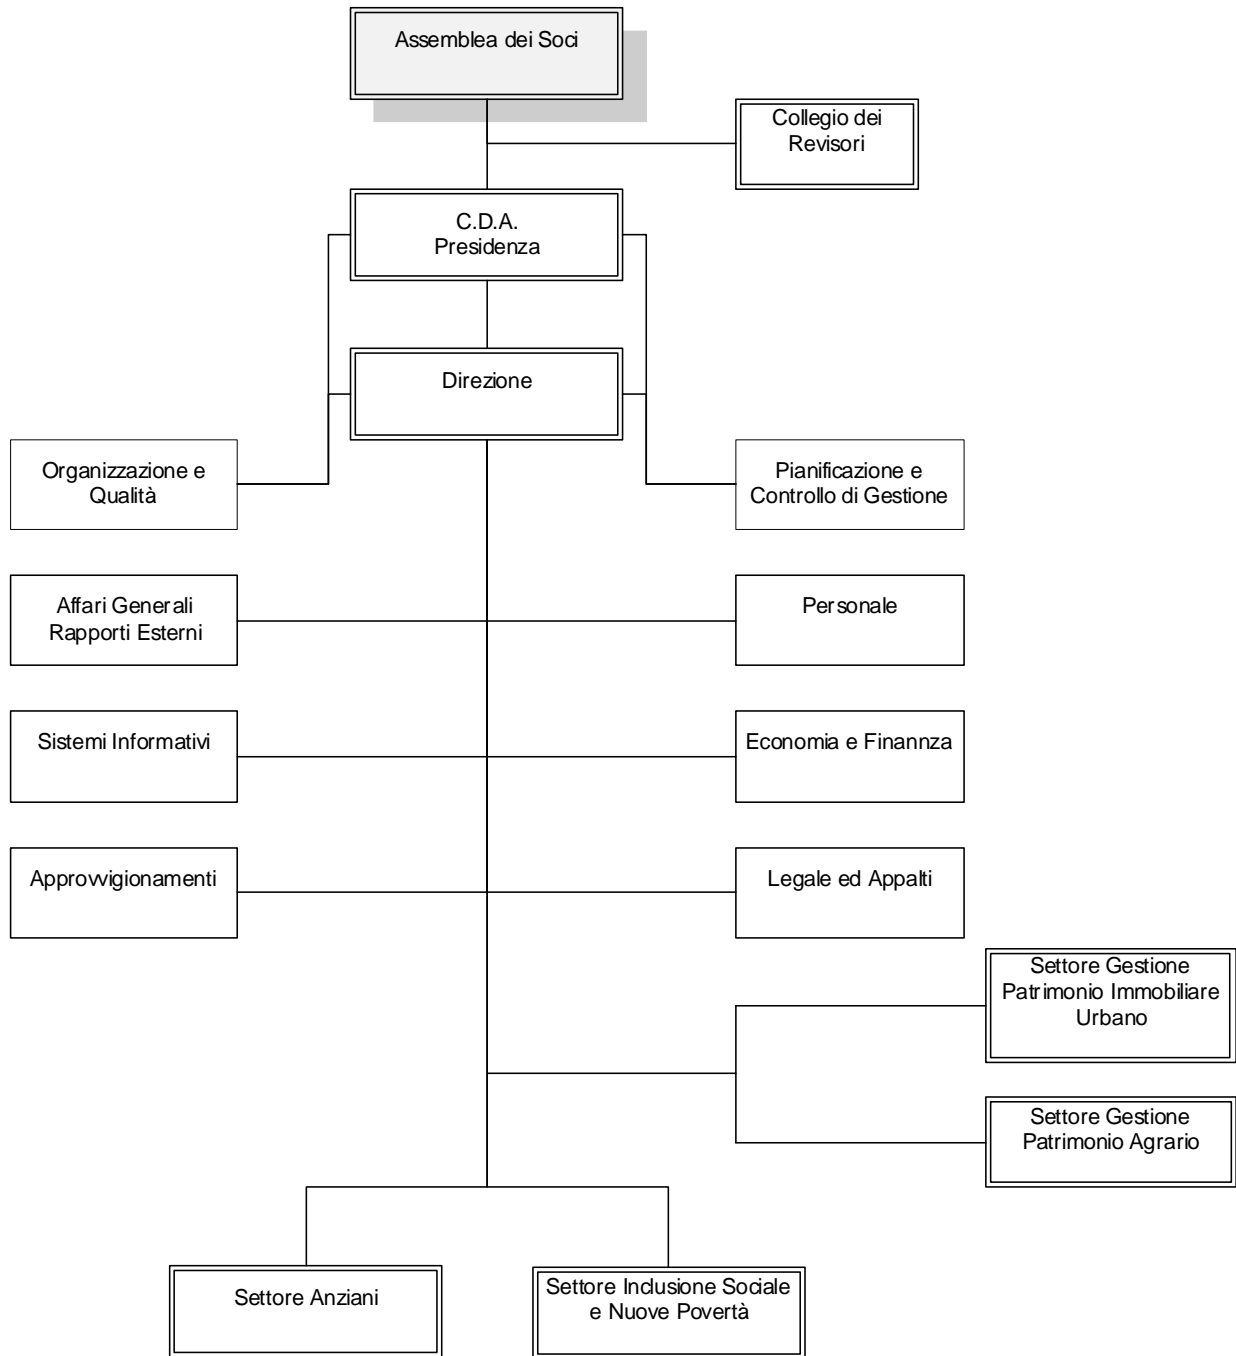 Assemblea dei Soci
Collegio dei
Revisori
C.D.A.
Presidenza
Direzione
Organizzazione e
Qualità
Pianificazione e
Controllo di Gestione
Affari Generali
Rapporti Esterni
Personale
Sistemi Informativi
Economia e Finannza
Approvvigionamenti
Legale ed Appalti
Settore Gestione
Patrimonio Immobiliare
Urbano
Settore Gestione
Patrimonio Agrario
Settore Anziani
Settore Inclusione Sociale
e Nuove Povertà